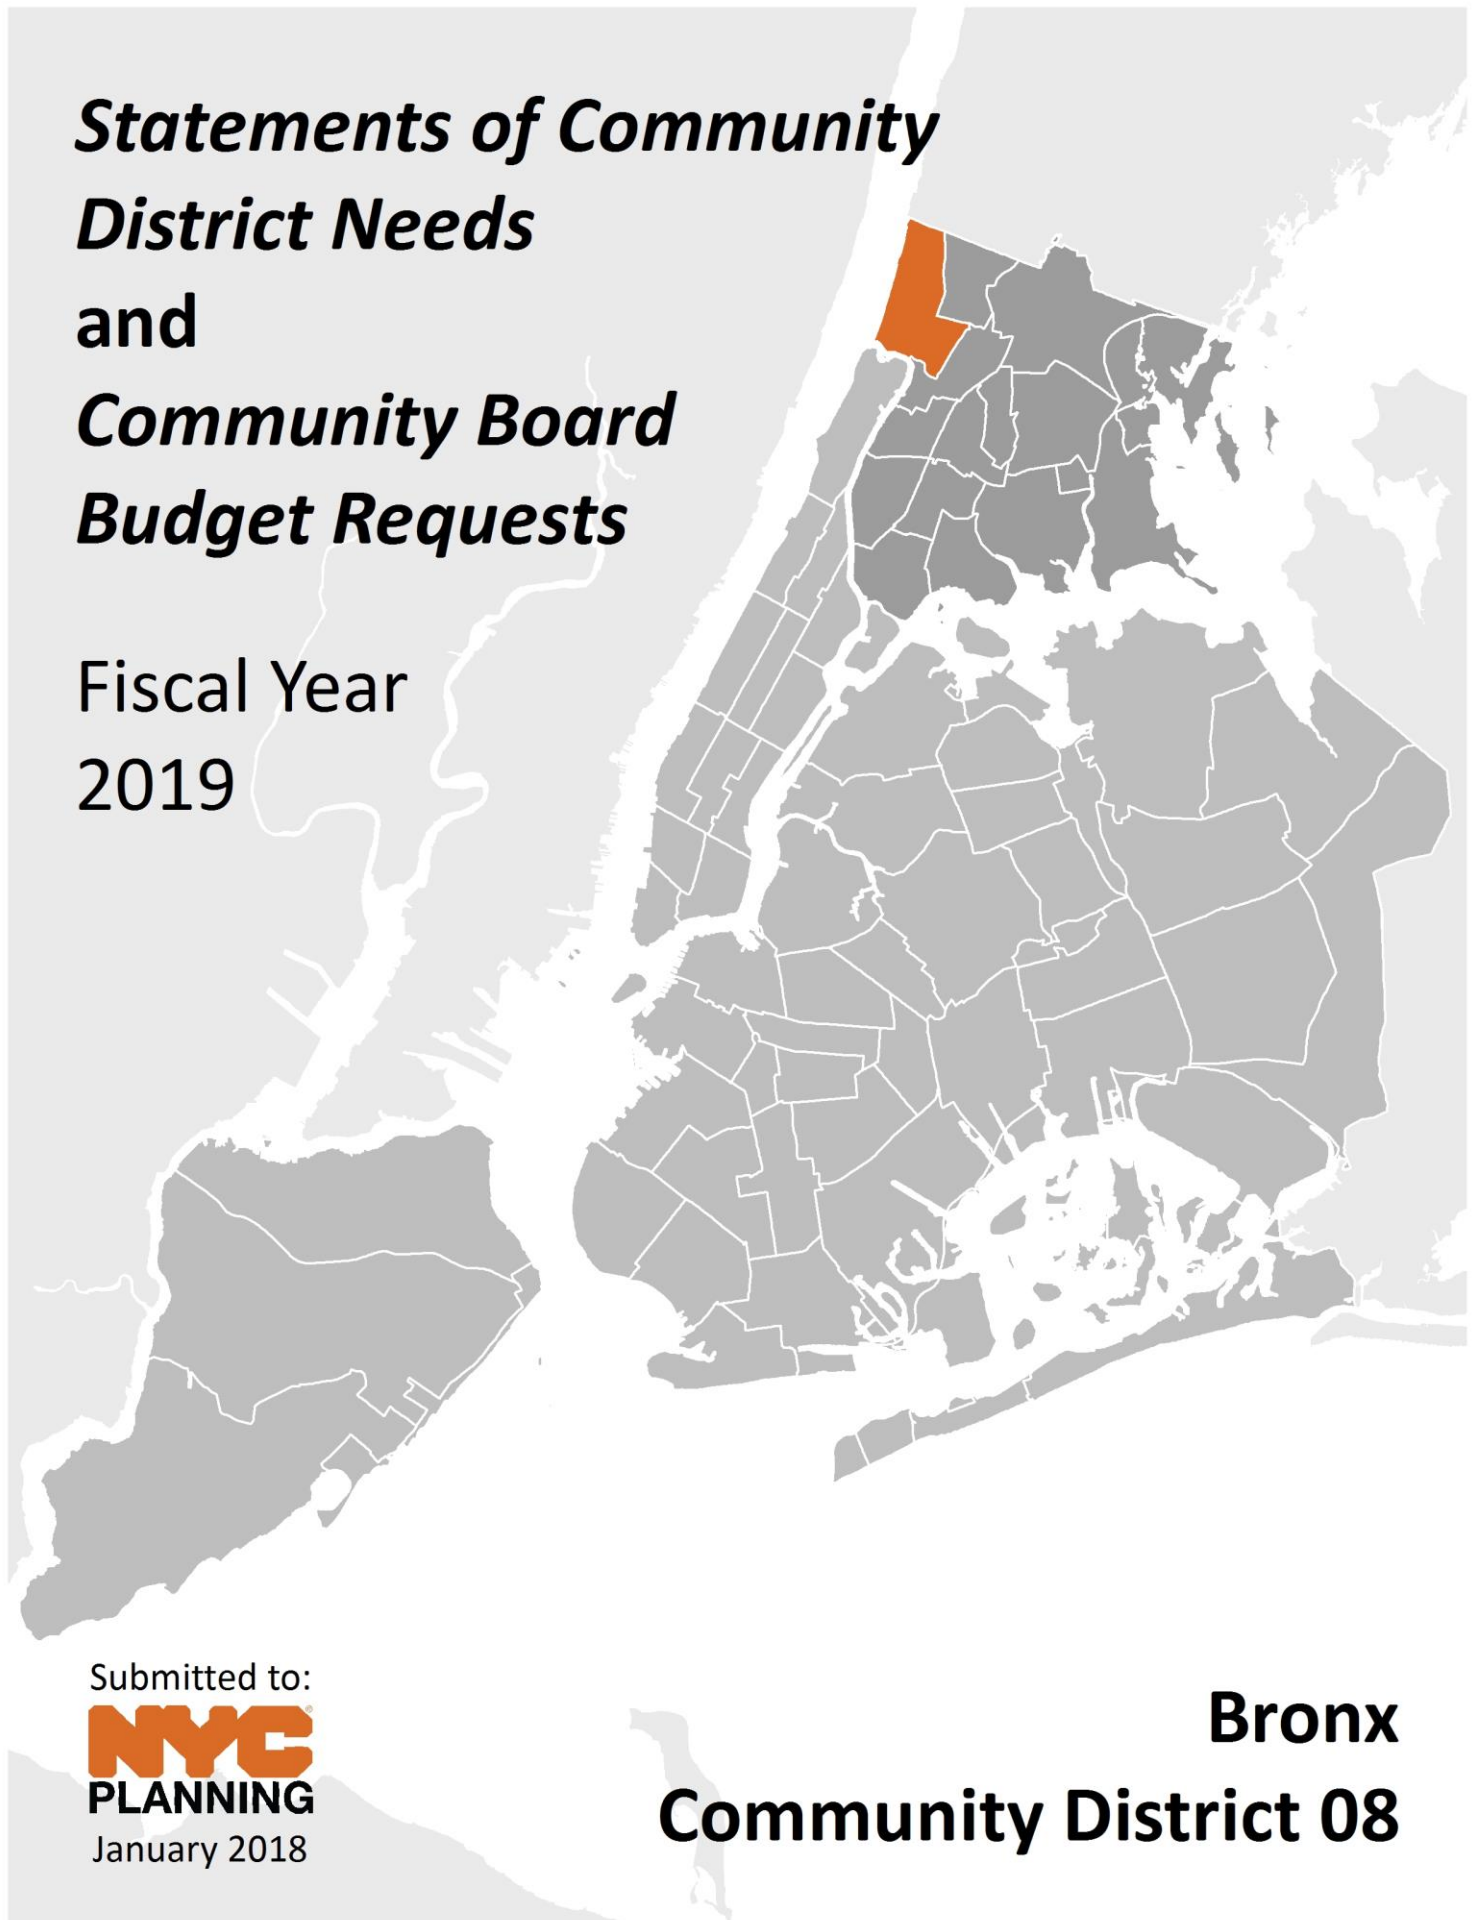 Statements of Community
District Needs
and
Community Board
Budget Requests
Fiscal Year
2019
Submitted to:
NYC
PLANNING
January 2018
Bronx
Community District 08